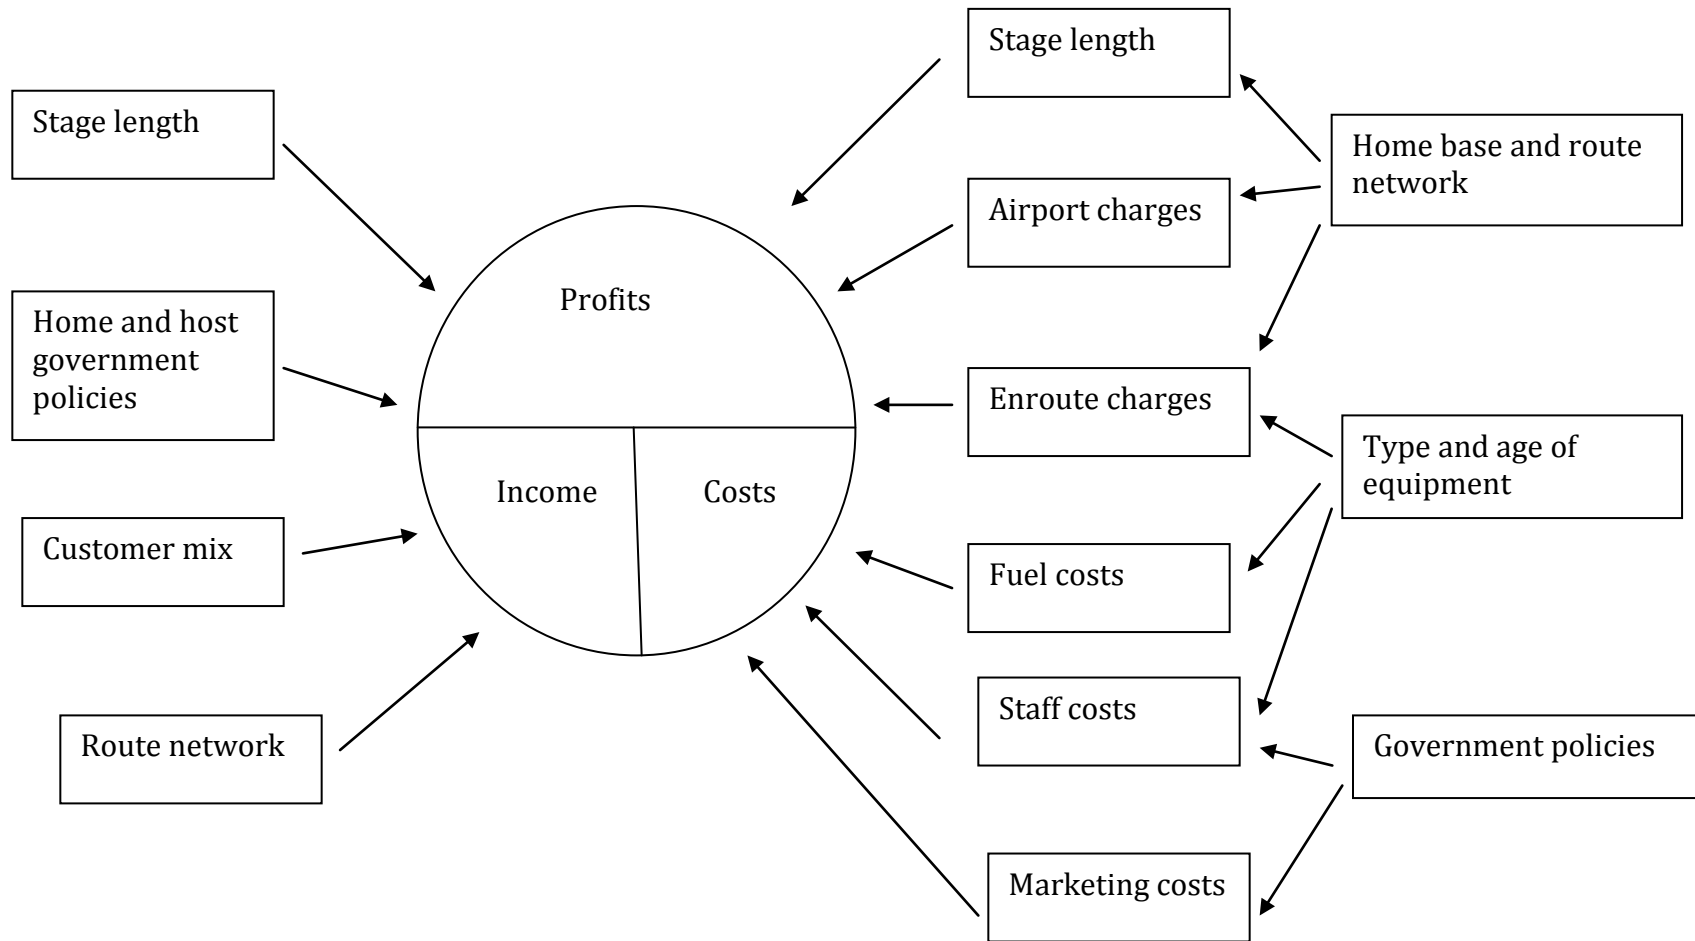 Stage length
Home and host
government
policies
Customer mix
Route network
Profits
Income
Costs
Stage length
Airport charges
Enroute charges
Fuel costs
Staff costs
Marketing costs
Home base and route
network
Type and age of
equipment
Government policies